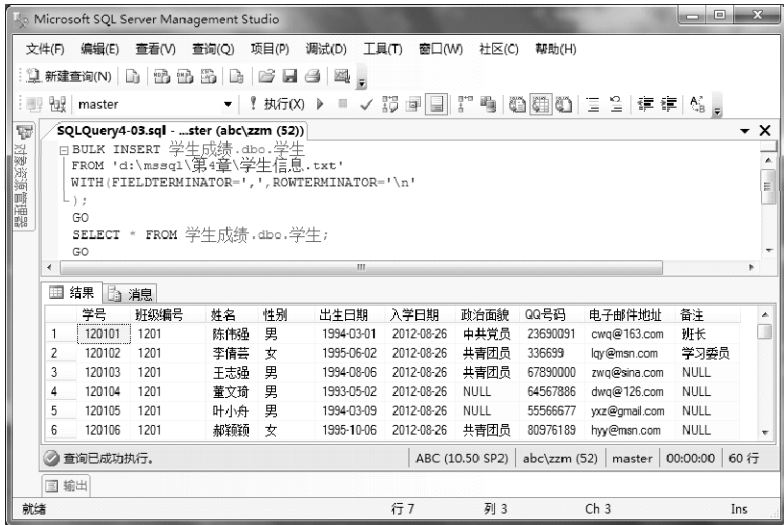 Microsoft SQL Server Management Studio
文件(F) 编辑(E) 查看(V) 查询(Q) 项目(P) 调试(D) 工具(T) 窗口(W) 社区(C) 帮助(H)
新建查询(N)
master 执行(X)
对象资源管理器
SQLQuery4-03.sql - ...ster (abc\zzm (52))
BULK INSERT 学生成绩.dbo.学生
FROM 'd:\mssql\第4章\学生信息.txt'
WITH(FIELDTERMINATOR=',',ROWTERMINATOR='\n'
);
GO
SELECT * FROM 学生成绩.dbo.学生;
GO
结果 消息
学号 班级编号 姓名 性别 出生日期 入学日期 政治面貌 QQ号码 电子邮件地址 备注
1 120101 1201 陈伟强 男 1994-03-01 2012-08-26 中共党员 23690091 cwq@163.com 班长
2 120102 1201 李倩芸 女 1995-06-02 2012-08-26 共青团员 336699 lqy@msn.com 学习委员
3 120103 1201 王志强 男 1994-08-06 2012-08-26 共青团员 67890000 zwq@sina.com NULL
4 120104 1201 董文琦 男 1993-05-02 2012-08-26 NULL 64567886 dwq@126.com NULL
5 120105 1201 叶小舟 男 1994-03-09 2012-08-26 NULL 55566677 yxz@gmail.com NULL
6 120106 1201 郝颖颖 女 1995-10-06 2012-08-26 共青团员 80976189 hyy@msn.com NULL
查询已成功执行。 ABC (10.50 SP2) abc\zzm (52) master 00:00:00 60 行
输出
就绪 行 7 列 3 Ch 3 Ins